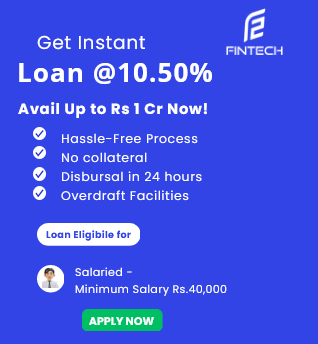 Get Instant
FINTECH
Loan @10.50%
Avail Up to Rs 1 Cr Now!
Hassle-Free Process
No collateral
Disbursal in 24 hours
Overdraft Facilities
Loan Eligibile for
Salaried -
Minimum Salary Rs.40,000
APPLY NOW